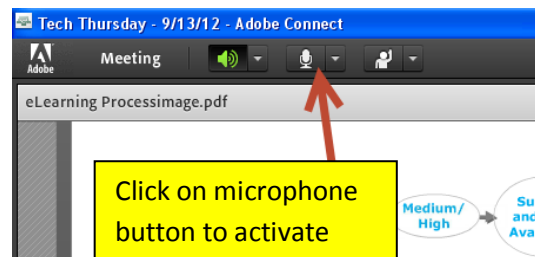 Tech Thursday - 9/13/12 - Adobe Connect
Adobe
Meeting
eLearning Processimage.pdf
Click on microphone
button to activate
Medium/
High